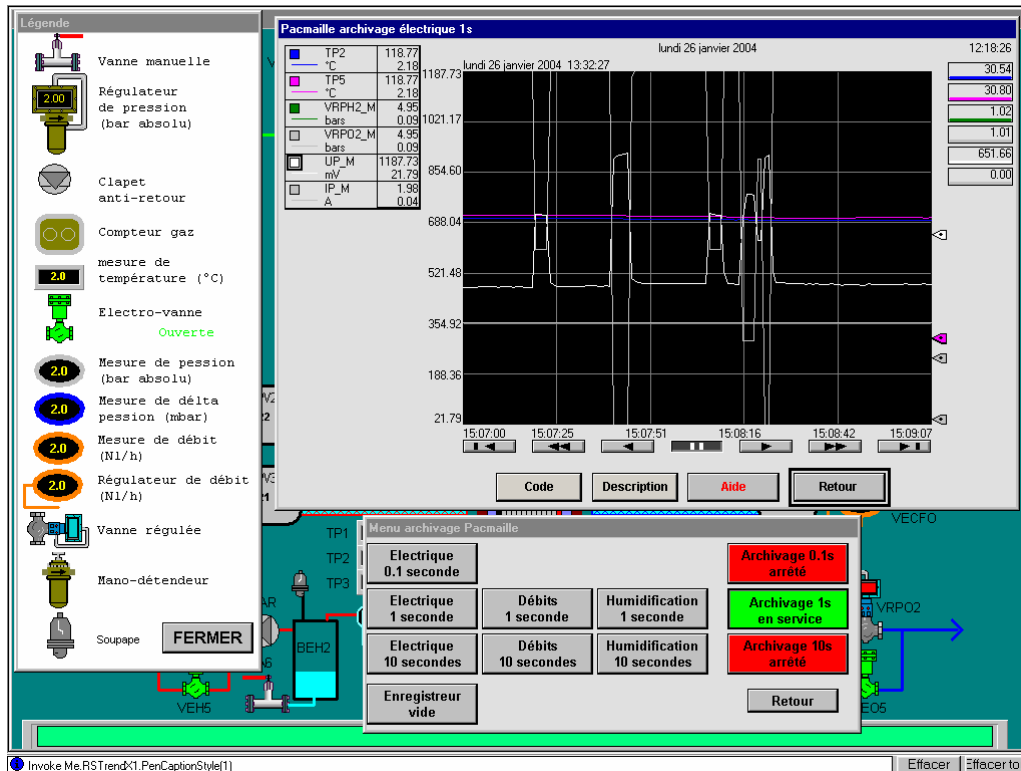 Légende
Vanne manuelle
2.00
Régulateur
de pression
(bar absolu)
Clapet
anti-retour
Compteur gaz
2.0
mesure de
température (°C)
Electro-vanne
Ouverte
2.0
Mesure de pession
(bar absolu)
2.0
Mesure de délta
pession (mbar)
2.0
Mesure de débit
(Nl/h)
2.0
Régulateur de débit
(Nl/h)
Vanne régulée
Mano-détendeur
Soupape
FERMER
Pacmaille archivage électrique 1s
lundi 26 janvier 2004
12:18:26
lundi 26 janvier 2004 13:32:27
TP2 118.77
°C 2.18
TP5 118.77
°C 2.18
VRPH2_M 4.95
bars 0.09
VRPO2_M 4.95
bars 0.09
UP_M 1187.73
mV 21.79
IP_M 1.98
A 0.04
1187.73
1021.17
854.60
688.04
521.48
354.92
188.36
21.79
30.54
30.80
1.02
1.01
651.66
0.00
15:07:00 15:07:25 15:07:51 15:08:16 15:08:42 15:09:07
Code Description Aide Retour
TP1
TP2
TP3
BEH2
VEH5
VECFO
VRPO2
EO5
Menu archivage Pacmaille
Electrique
0.1 seconde
Archivage 0.1s
arrété
Electrique
1 seconde
Débits
1 seconde
Humidification
1 seconde
Archivage 1s
en service
Electrique
10 secondes
Débits
10 secondes
Humidification
10 secondes
Archivage 10s
arrété
Enregistreur
vide
Retour
Invoke Me.RSTrendX1.PenCaptionStyle(1)
Effacer Effacer to